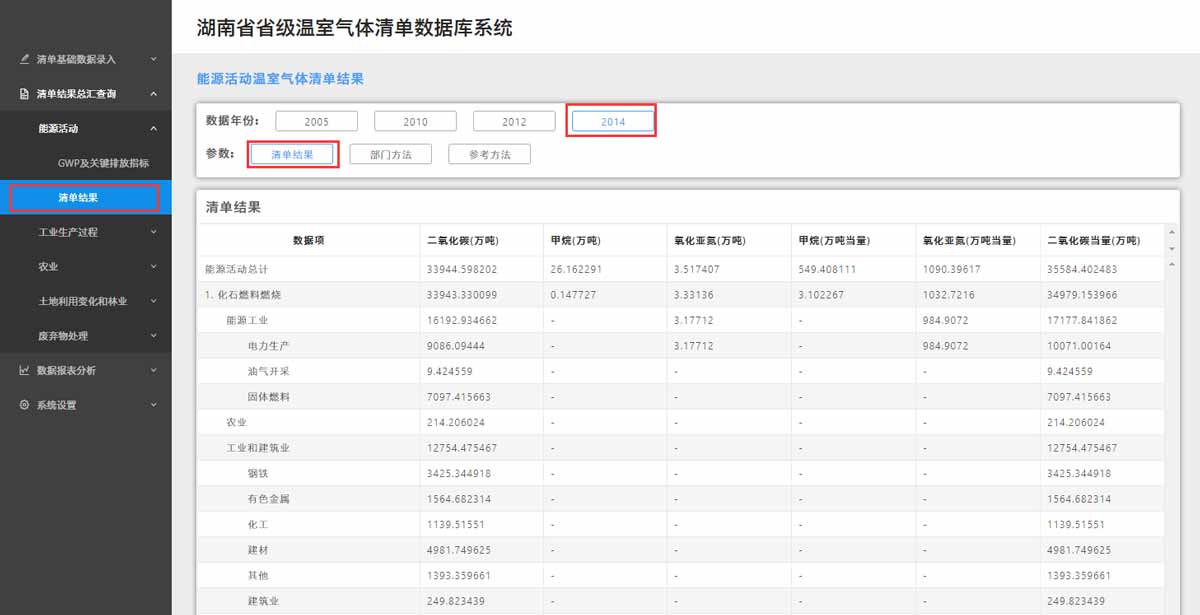 湖南省省级温室气体清单数据库系统
清单基础数据录入
清单结果总汇查询
能源活动
GWP及关键排放指标
清单结果
工业生产过程
农业
土地利用变化和林业
废弃物处理
数据报表分析
系统设置
能源活动温室气体清单结果
数据年份: 2005 2010 2012 2014
参数: 清单结果 部门方法 参考方法
清单结果
数据项 二氧化碳(万吨) 甲烷(万吨) 氧化亚氮(万吨) 甲烷(万吨当量) 氧化亚氮(万吨当量) 二氧化碳当量(万吨)
能源活动总计 33944.598202 26.162291 3.517407 549.408111 1090.39617 35584.402483
1. 化石燃料燃烧 33943.330099 0.147727 3.33136 3.102267 1032.7216 34979.153966
能源工业 16192.934662 - 3.17712 - 984.9072 17177.841862
电力生产 9086.09444 - 3.17712 - 984.9072 10071.00164
油气开采 9.424559 - - - - 9.424559
固体燃料 7097.415663 - - - - 7097.415663
农业 214.206024 - - - - 214.206024
工业和建筑业 12754.475467 - - - - 12754.475467
钢铁 3425.344918 - - - - 3425.344918
有色金属 1564.682314 - - - - 1564.682314
化工 1139.51551 - - - - 1139.51551
建材 4981.749625 - - - - 4981.749625
其他 1393.359661 - - - - 1393.359661
建筑业 249.823439 - - - - 249.823439